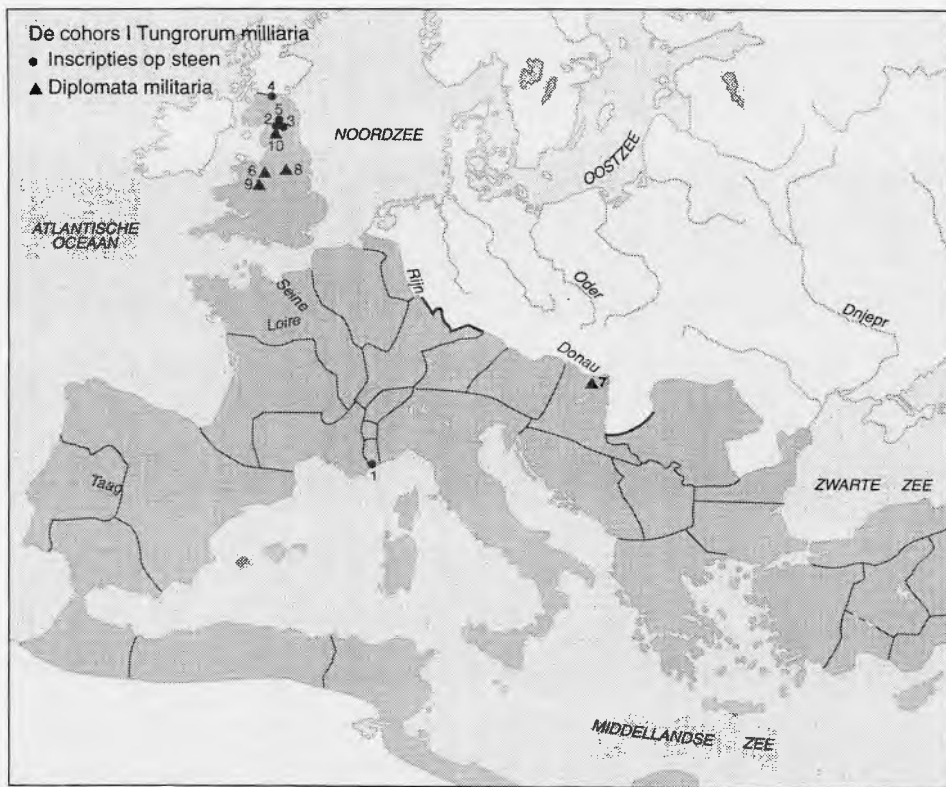 De cohors I Tungrorum milliaria
Inscripties op steen
Diplomata militaria
4
5
2
3
10
6
8
9
NOORDZEE
OOSTZEE
ATLANTISCHE
OCEAAN
Rijn
Seine
Loire
Oder
Dnjepr
Donau
7
1
Taag
ZWARTE ZEE
MIDDELLANDSE ZEE